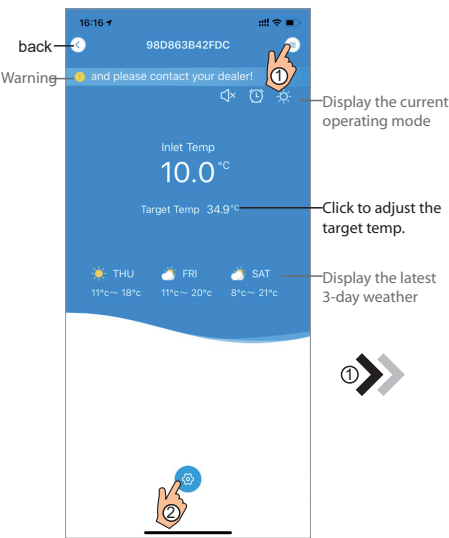 16:16
back
98D863B42FDC
①
Warning
! and please contact your dealer!
Display the current
operating mode
Inlet Temp
10.0°C
Target Temp 34.9°C
Click to adjust the
target temp.
THU FRI SAT
11°c～ 18°c 11°c～ 20°c 8°c～ 21°c
Display the latest
3-day weather
①
②